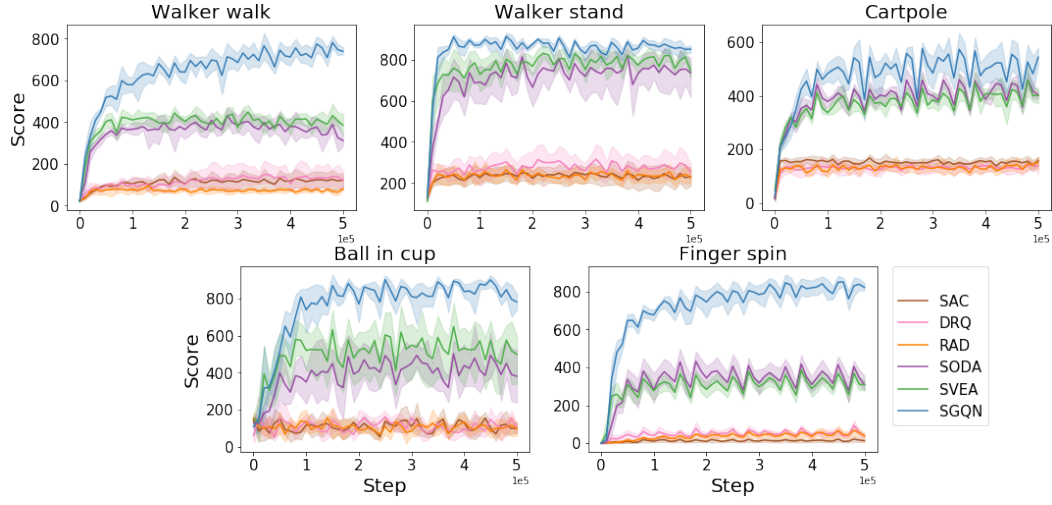 Walker walk
Walker stand
Cartpole
Score
800
600
400
200
0
0
1
2
3
4
5
1e5
800
600
400
200
0
1
2
3
4
5
1e5
600
400
200
0
0
1
2
3
4
5
1e5
Ball in cup
Finger spin
Score
800
600
400
200
0
0
1
2
3
4
5
1e5
Step
800
600
400
200
0
0
1
2
3
4
5
1e5
Step
SAC
DRQ
RAD
SODA
SVEA
SGQN